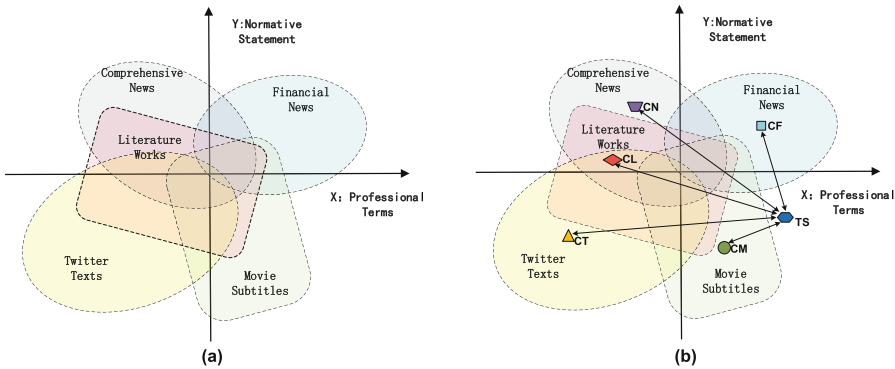 Y:Normative
Statement
Comprehensive
News
Financial
News
Literature
Works
X: Professional
Terms
Twitter
Texts
Movie
Subtitles
(a)
Y:Normative
Statement
Comprehensive
News
Financial
News
CN
CF
Literature
Works
CL
X: Professional
Terms
TS
CT
CM
Twitter
Texts
Movie
Subtitles
(b)